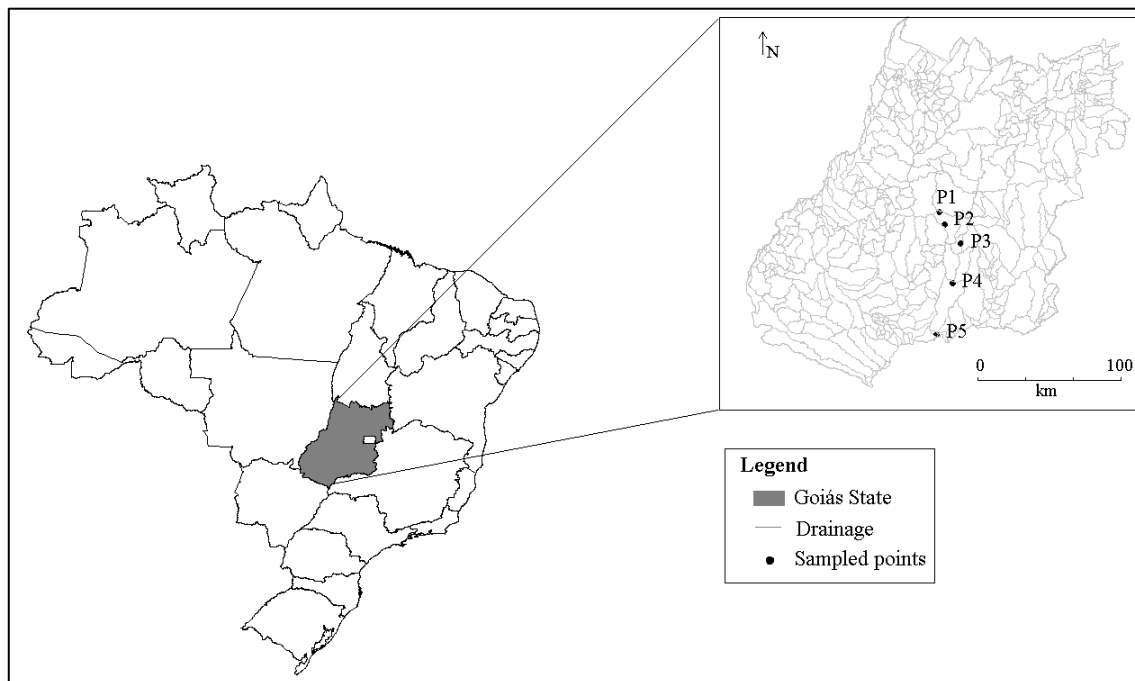 N
P1
P2
P3
P4
P5
0 100
km
Legend
Goiás State
Drainage
Sampled points